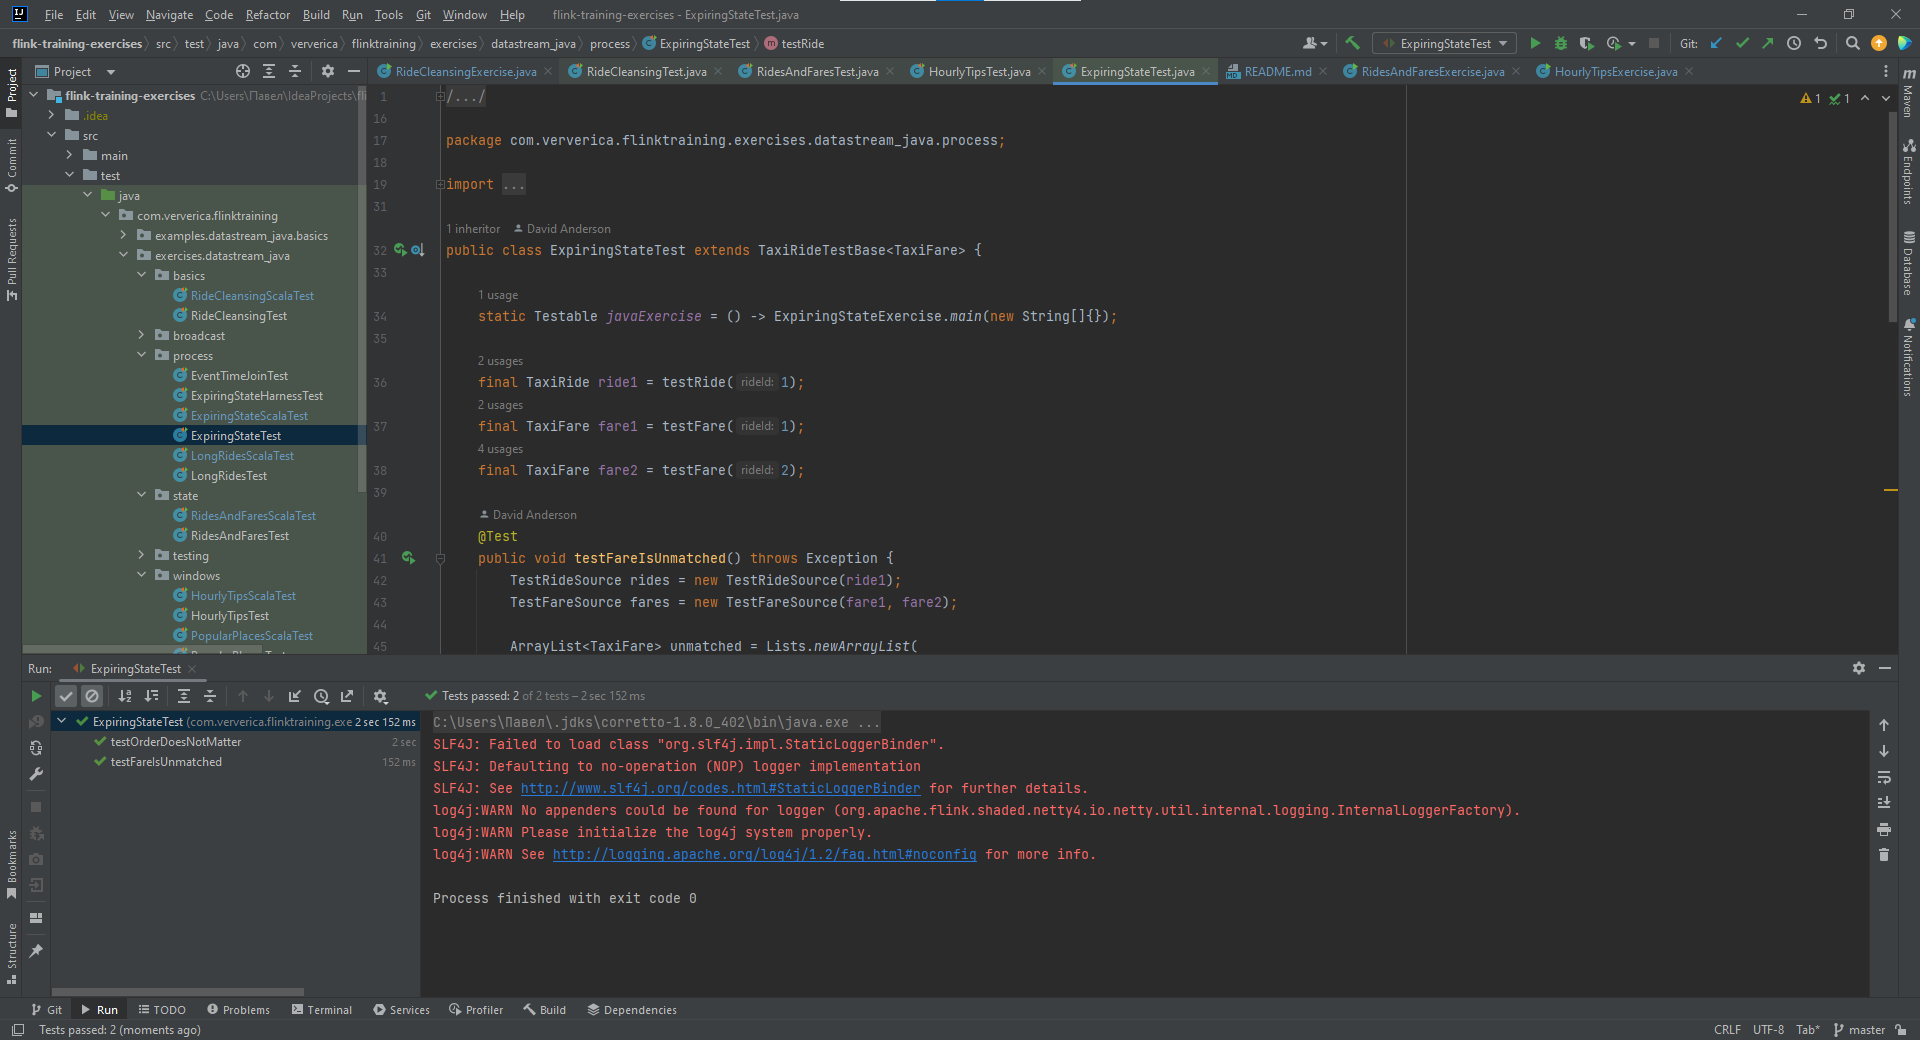 File Edit View Navigate Code Refactor Build Run Tools Git Window Help flink-training-exercises - ExpiringStateTest.java
flink-training-exercises src test java com ververica flinktraining exercises datastream_java process ExpiringStateTest testRide ExpiringStateTest Git:
Project RideCleansingExercise.java RideCleansingTest.java RidesAndFaresTest.java HourlyTipsTest.java ExpiringStateTest.java README.md RidesAndFaresExercise.java HourlyTipsExercise.java
Project
Commit
Pull Requests
Bookmarks
Structure
flink-training-exercises C:\Users\Павел\IdeaProjects\fli
.idea
src
main
test
java
com.ververica.flinktraining
examples.datastream_java.basics
exercises.datastream_java
basics
RideCleansingScalaTest
RideCleansingTest
broadcast
process
EventTimeJoinTest
ExpiringStateHarnessTest
ExpiringStateScalaTest
ExpiringStateTest
LongRidesScalaTest
LongRidesTest
state
RidesAndFaresScalaTest
RidesAndFaresTest
testing
windows
HourlyTipsScalaTest
HourlyTipsTest
PopularPlacesScalaTest
1 /.../
1 1
16
17 package com.ververica.flinktraining.exercises.datastream_java.process;
18
19 import ...
31
1 inheritor David Anderson
32 public class ExpiringStateTest extends TaxiRideTestBase<TaxiFare> {
33
1 usage
34 static Testable javaExercise = () -> ExpiringStateExercise.main(new String[]{});
35
2 usages
36 final TaxiRide ride1 = testRide( rideId: 1);
2 usages
37 final TaxiFare fare1 = testFare( rideId: 1);
4 usages
38 final TaxiFare fare2 = testFare( rideId: 2);
39
David Anderson
40 @Test
41 public void testFareIsUnmatched() throws Exception {
42 TestRideSource rides = new TestRideSource(ride1);
43 TestFareSource fares = new TestFareSource(fare1, fare2);
44
45 ArrayList<TaxiFare> unmatched = Lists.newArrayList(
m Maven
Endpoints
Database
Notifications
Run: ExpiringStateTest
Tests passed: 2 of 2 tests – 2 sec 152 ms
ExpiringStateTest (com.ververica.flinktraining.exe 2 sec 152 ms
testOrderDoesNotMatter 2 sec
testFareIsUnmatched 152 ms
C:\Users\Павел\.jdks\corretto-1.8.0_402\bin\java.exe ...
SLF4J: Failed to load class "org.slf4j.impl.StaticLoggerBinder".
SLF4J: Defaulting to no-operation (NOP) logger implementation
SLF4J: See http://www.slf4j.org/codes.html#StaticLoggerBinder for further details.
log4j:WARN No appenders could be found for logger (org.apache.flink.shaded.netty4.io.netty.util.internal.logging.InternalLoggerFactory).
log4j:WARN Please initialize the log4j system properly.
log4j:WARN See http://logging.apache.org/log4j/1.2/faq.html#noconfig for more info.
Process finished with exit code 0
Git Run TODO Problems Terminal Services Profiler Build Dependencies
Tests passed: 2 (moments ago) CRLF UTF-8 Tab* master